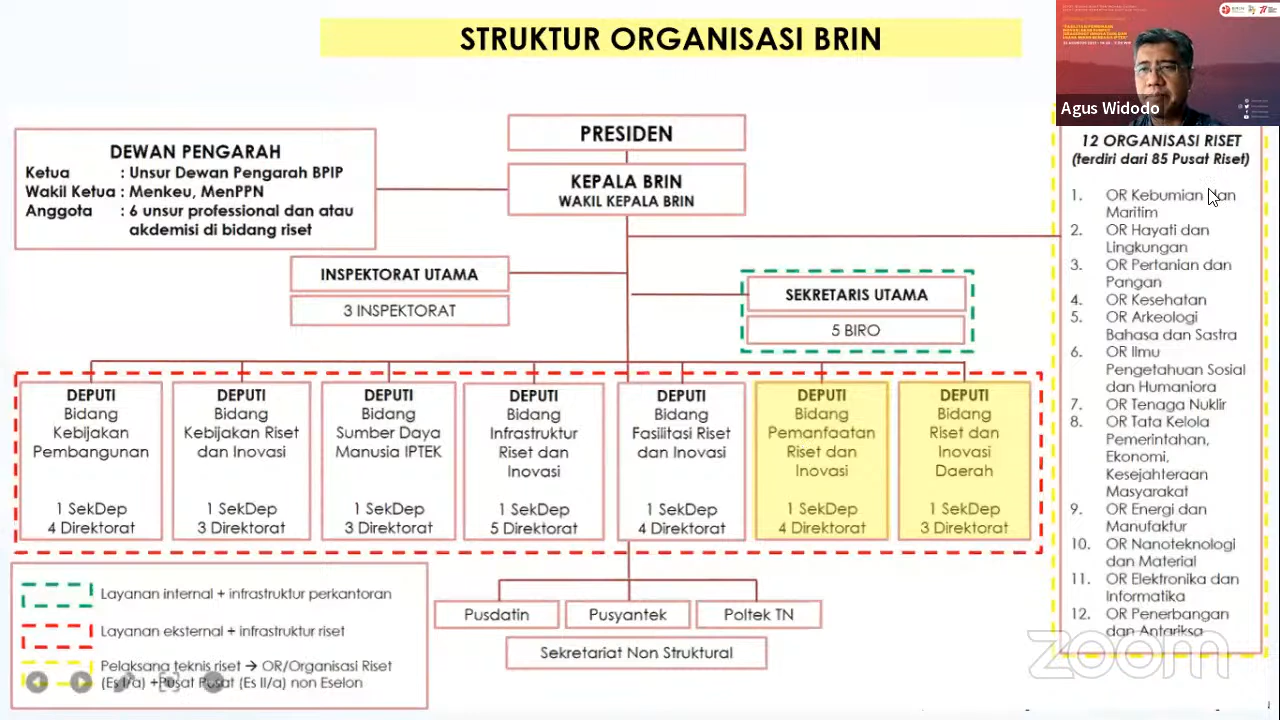 STRUKTUR ORGANISASI BRIN
Agus Widodo
PRESIDEN
KEPALA BRIN
WAKIL KEPALA BRIN
DEWAN PENGARAH
Ketua : Unsur Dewan Pengarah BPIP
Wakil Ketua : Menkeu, MenPPN
Anggota : 6 unsur professional dan atau
akdemisi di bidang riset
INSPEKTORAT UTAMA
3 INSPEKTORAT
SEKRETARIS UTAMA
5 BIRO
DEPUTI
Bidang
Kebijakan
Pembangunan
1 SekDep
4 Direktorat
DEPUTI
Bidang
Kebijakan Riset
dan Inovasi
1 SekDep
3 Direktorat
DEPUTI
Bidang
Sumber Daya
Manusia IPTEK
1 SekDep
3 Direktorat
DEPUTI
Bidang
Infrastruktur
Riset dan
Inovasi
1 SekDep
5 Direktorat
DEPUTI
Bidang
Fasilitasi Riset
dan Inovasi
1 SekDep
4 Direktorat
DEPUTI
Bidang
Pemanfaatan
Riset dan
Inovasi
1 SekDep
4 Direktorat
DEPUTI
Bidang
Riset dan
Inovasi
Daerah
1 SekDep
3 Direktorat
Pusdatin
Pusyantek
Poltek TN
Sekretariat Non Struktural
Layanan internal + infrastruktur perkantoran
Layanan eksternal + infrastruktur riset
Pelaksana teknis riset → OR/Organisasi Riset
(Es I/a) +Pusat Pusat (Es II/a) non Eselon
12 ORGANISASI RISET
(terdiri dari 85 Pusat Riset)
1. OR Kebumian dan
Maritim
2. OR Hayati dan
Lingkungan
3. OR Pertanian dan
Pangan
4. OR Kesehatan
5. OR Arkeologi
Bahasa dan Sastra
6. OR Ilmu
Pengetahuan Sosial
dan Humaniora
7. OR Tenaga Nuklir
8. OR Tata Kelola
Pemerintahan,
Ekonomi,
Kesejahteraan
Masyarakat
9. OR Energi dan
Manufaktur
10. OR Nanoteknologi
dan Material
11. OR Elektronika dan
Informatika
12. OR Penerbangan
dan Antariksa
zoom